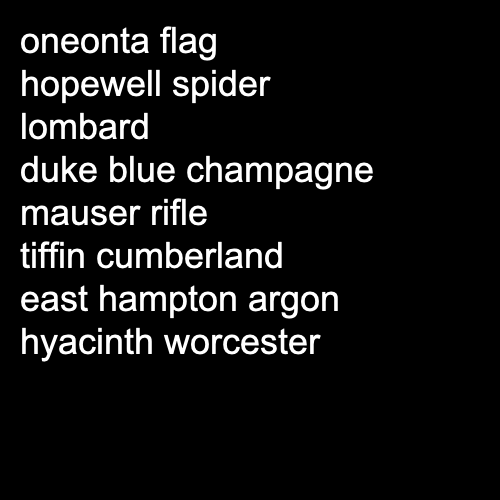 oneonta flag
hopewell spider
lombard
duke blue champagne
mauser rifle
tiffin cumberland
east hampton argon
hyacinth worcester